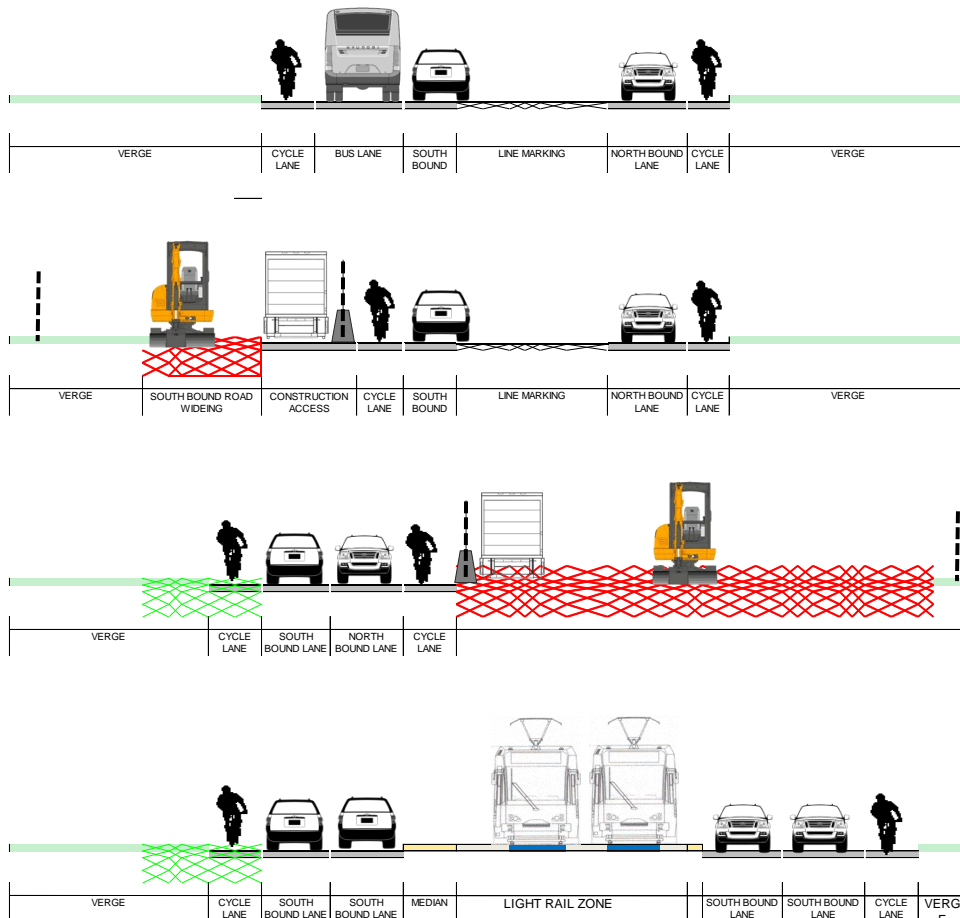 VERGE
CYCLE LANE
BUS LANE
SOUTH BOUND
LINE MARKING
NORTH BOUND LANE
CYCLE LANE
VERGE
VERGE
SOUTH BOUND ROAD WIDEING
CONSTRUCTION ACCESS
CYCLE LANE
SOUTH BOUND
LINE MARKING
NORTH BOUND LANE
CYCLE LANE
VERGE
VERGE
CYCLE LANE
SOUTH BOUND LANE
NORTH BOUND LANE
CYCLE LANE
VERGE
CYCLE LANE
SOUTH BOUND LANE
SOUTH BOUND LANE
MEDIAN
LIGHT RAIL ZONE
SOUTH BOUND LANE
SOUTH BOUND LANE
CYCLE LANE
VERG